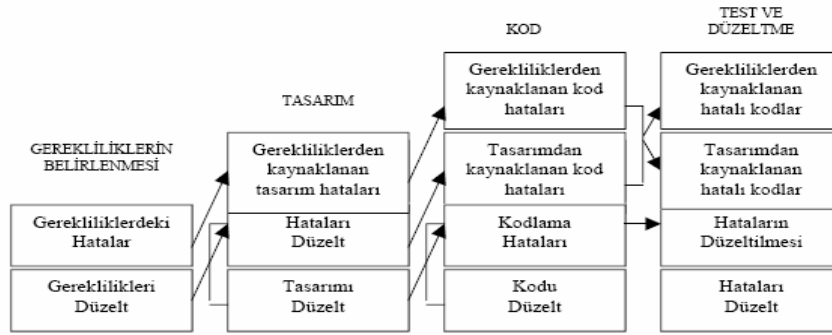 GEREKLİLİKLERİN
BELİRLENMESİ
Gerekliliklerdeki
Hatalar
Gereklilikleri
Düzelt
TASARIM
Gerekliliklerden
kaynaklanan
tasarım hataları
Hataları
Düzelt
Tasarımı
Düzelt
KOD
Gerekliliklerden
kaynaklanan kod
hataları
Tasarımdan
kaynaklanan kod
hataları
Kodlama
Hataları
Kodu
Düzelt
TEST VE
DÜZELTME
Gerekliliklerden
kaynaklanan
hatalı kodlar
Tasarımdan
kaynaklanan
hatalı kodlar
Hataların
Düzeltilmesi
Hataları
Düzelt